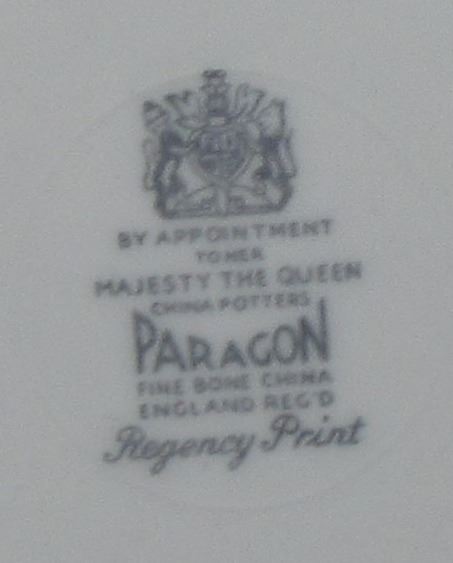 BY APPOINTMENT
TO HER
MAJESTY THE QUEEN
CHINA POTTERS
PARAGON
FINE BONE CHINA
ENGLAND REG'D
Regency Print